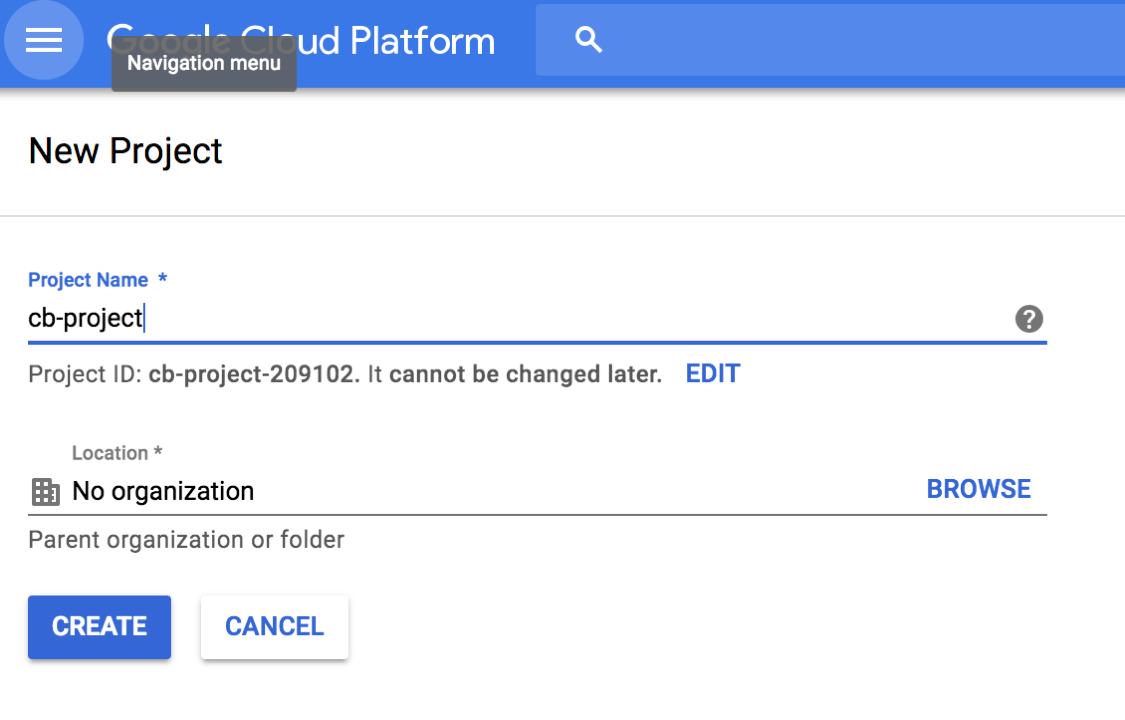 Google Cloud Platform
Navigation menu
New Project
Project Name *
cb-project
Project ID: cb-project-209102. It cannot be changed later. EDIT
Location *
No organization BROWSE
Parent organization or folder
CREATE CANCEL